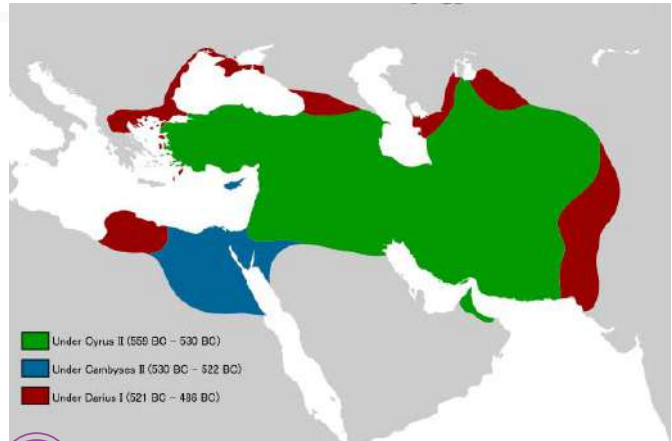 Under Cyrus II (559 BC – 530 BC)
Under Cambyses II (530 BC – 522 BC)
Under Darius I (521 BC – 486 BC)